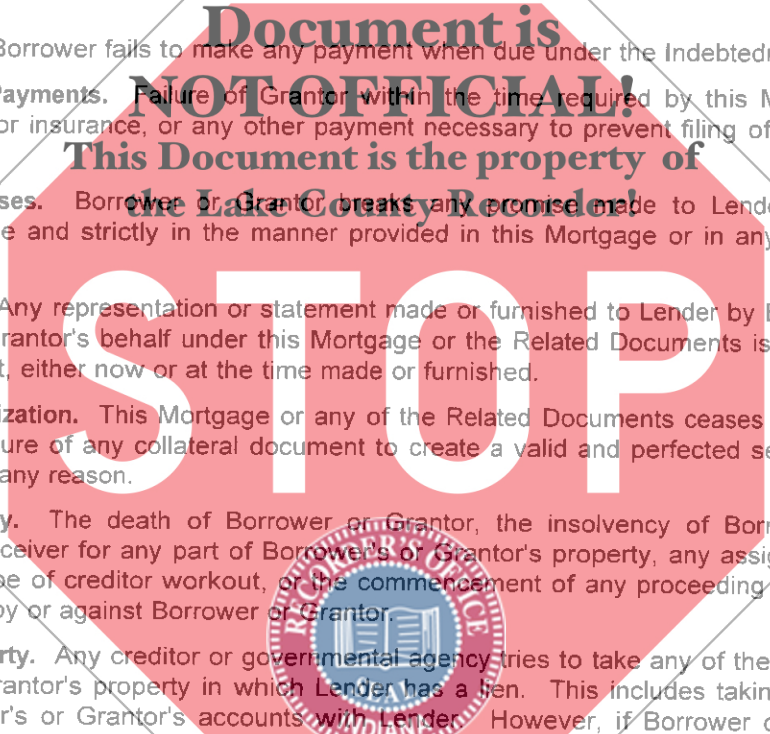 Document is
Borrower fails to make any payment when due under the Indebtedn
NOT OFFICIAL!
Payments. Failure of Grantor within the time required by this M
or insurance, or any other payment necessary to prevent filing of
This Document is the property of
the Lake County Recorder!
ses. Borrower or Grantor breaks any promise made to Lende
e and strictly in the manner provided in this Mortgage or in any
STOP
Any representation or statement made or furnished to Lender by B
rantor's behalf under this Mortgage or the Related Documents is
t, either now or at the time made or furnished.
ization. This Mortgage or any of the Related Documents ceases
ure of any collateral document to create a valid and perfected se
any reason.
y. The death of Borrower or Grantor, the insolvency of Borr
ceiver for any part of Borrower's or Grantor's property, any assig
pe of creditor workout, or the commencement of any proceeding
by or against Borrower or Grantor.
RECORDER'S OFFICE
SEAL
INDIANA
rty. Any creditor or governmental agency tries to take any of the
rantor's property in which Lender has a lien. This includes takin
r's or Grantor's accounts with Lender. However, if Borrower o